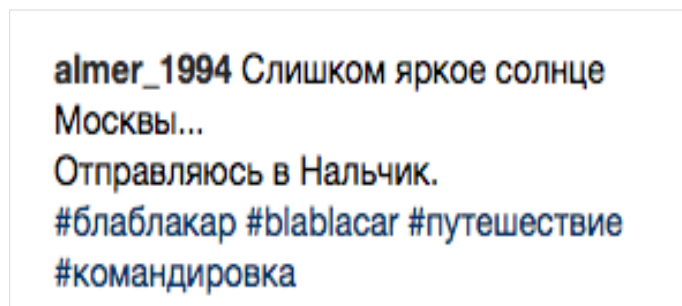 almer_1994 Слишком яркое солнце
Москвы...
Отправляюсь в Нальчик.
#блаблакар #blablacar #путешествие
#командировка